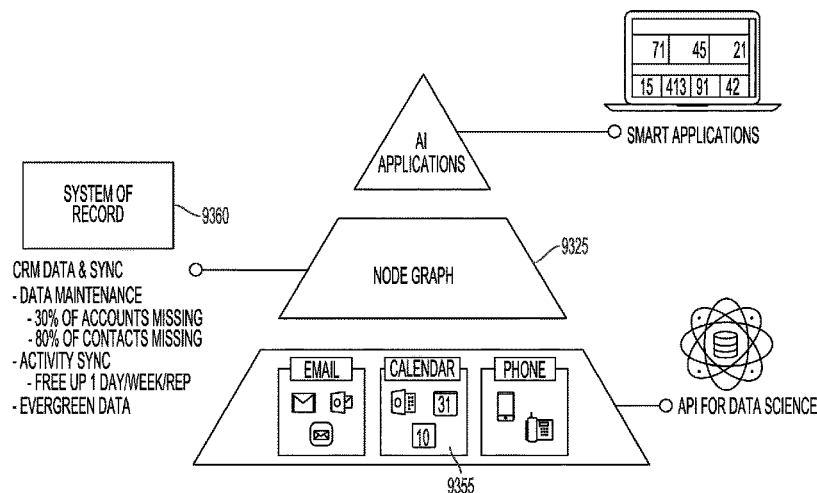 71 45 21
15 413 91 42
SMART APPLICATIONS
AI
APPLICATIONS
SYSTEM OF
RECORD
9360
CRM DATA & SYNC
- DATA MAINTENANCE
- 30% OF ACCOUNTS MISSING
- 80% OF CONTACTS MISSING
- ACTIVITY SYNC
- FREE UP 1 DAY/WEEK/REP
- EVERGREEN DATA
NODE GRAPH
9325
EMAIL
CALENDAR
PHONE
31
10
API FOR DATA SCIENCE
9355